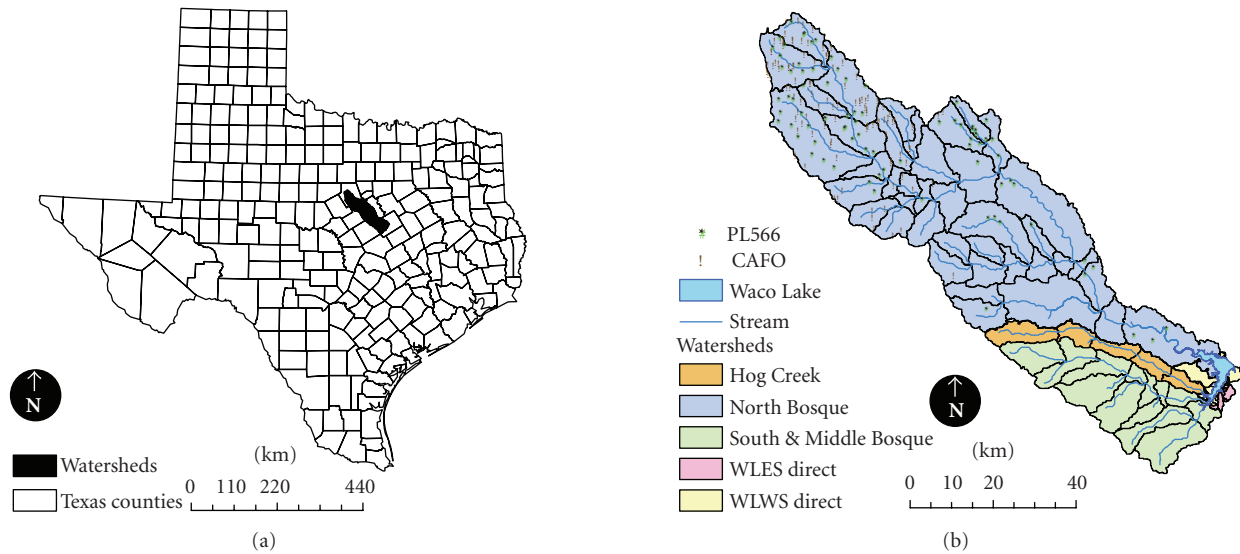 N
Watersheds
Texas counties
(km)
0 110 220 440
(a)
PL566
CAFO
Waco Lake
Stream
Watersheds
Hog Creek
North Bosque
South & Middle Bosque
WLES direct
WLWS direct
N
(km)
0 10 20 40
(b)